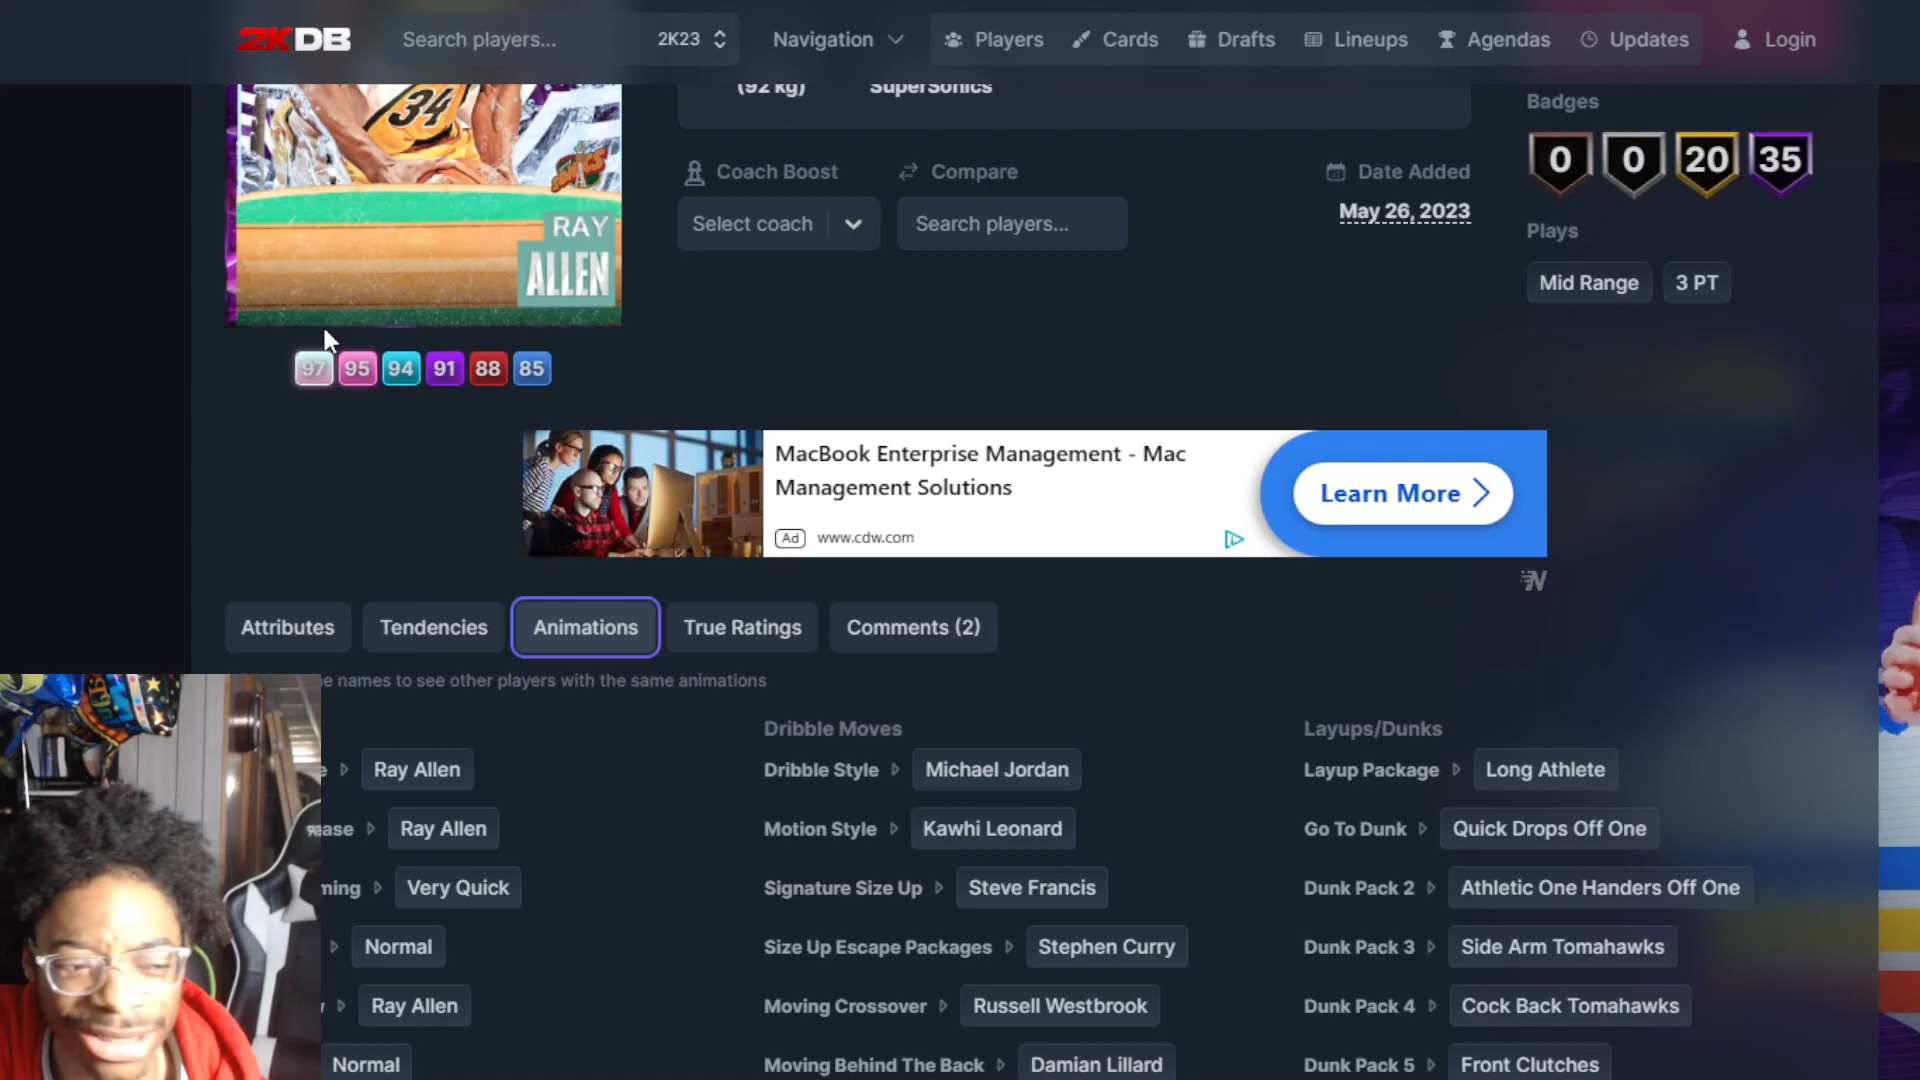 2KDB
Search players...
2K23
Navigation
Players
Cards
Drafts
Lineups
Agendas
Updates
Login
34
SONICS
RAY
ALLEN
(92 kg)
SuperSonics
Coach Boost
Compare
Date Added
Select coach
Search players...
May 26, 2023
Badges
0 0 20 35
Plays
Mid Range 3 PT
97 95 94 91 88 85
MacBook Enterprise Management - Mac
Management Solutions
Ad www.cdw.com
Learn More
Attributes Tendencies Animations True Ratings Comments (2)
names to see other players with the same animations
Ray Allen
Ray Allen
Very Quick
Normal
Ray Allen
Normal
Dribble Moves
Dribble Style Michael Jordan
Motion Style Kawhi Leonard
Signature Size Up Steve Francis
Size Up Escape Packages Stephen Curry
Moving Crossover Russell Westbrook
Moving Behind The Back Damian Lillard
Layups/Dunks
Layup Package Long Athlete
Go To Dunk Quick Drops Off One
Dunk Pack 2 Athletic One Handers Off One
Dunk Pack 3 Side Arm Tomahawks
Dunk Pack 4 Cock Back Tomahawks
Dunk Pack 5 Front Clutches